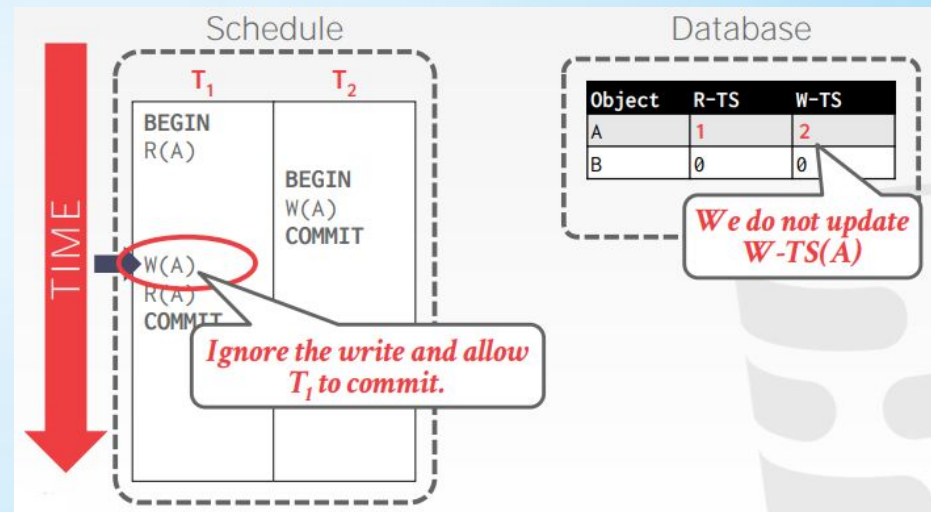 Schedule
Database
TIME
T1
T2
BEGIN
R(A)
BEGIN
W(A)
COMMIT
W(A)
R(A)
COMMIT
Ignore the write and allow
T1 to commit.
Object R-TS W-TS
A 1 2
B 0 0
We do not update
W-TS(A)